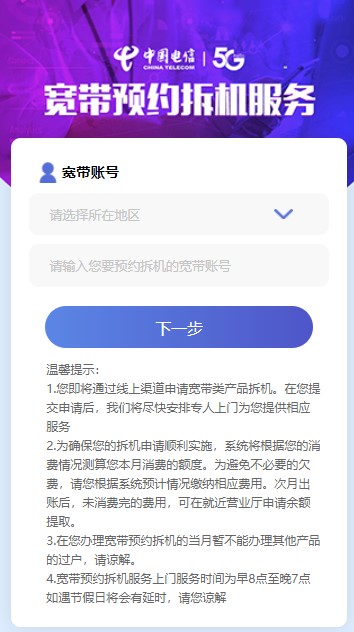 中国电信 5G
CHINA TELECOM
宽带预约拆机服务
宽带账号
请选择所在地区
请输入您要预约拆机的宽带账号
下一步
温馨提示:
1.您即将通过线上渠道申请宽带类产品拆机。在您提
交申请后，我们将尽快安排专人上门为您提供相应
服务
2.为确保您的拆机申请顺利实施，系统将根据您的消
费情况测算您本月消费的额度。为避免不必要的欠
费，请您根据系统预计情况缴纳相应费用。次月出
账后，未消费完的费用，可在就近营业厅申请余额
提取。
3.在您办理宽带预约拆机的当月暂不能办理其他产品
的过户，请谅解。
4.宽带预约拆机服务上门服务时间为早8点至晚7点
如遇节假日将会有延时，请您谅解